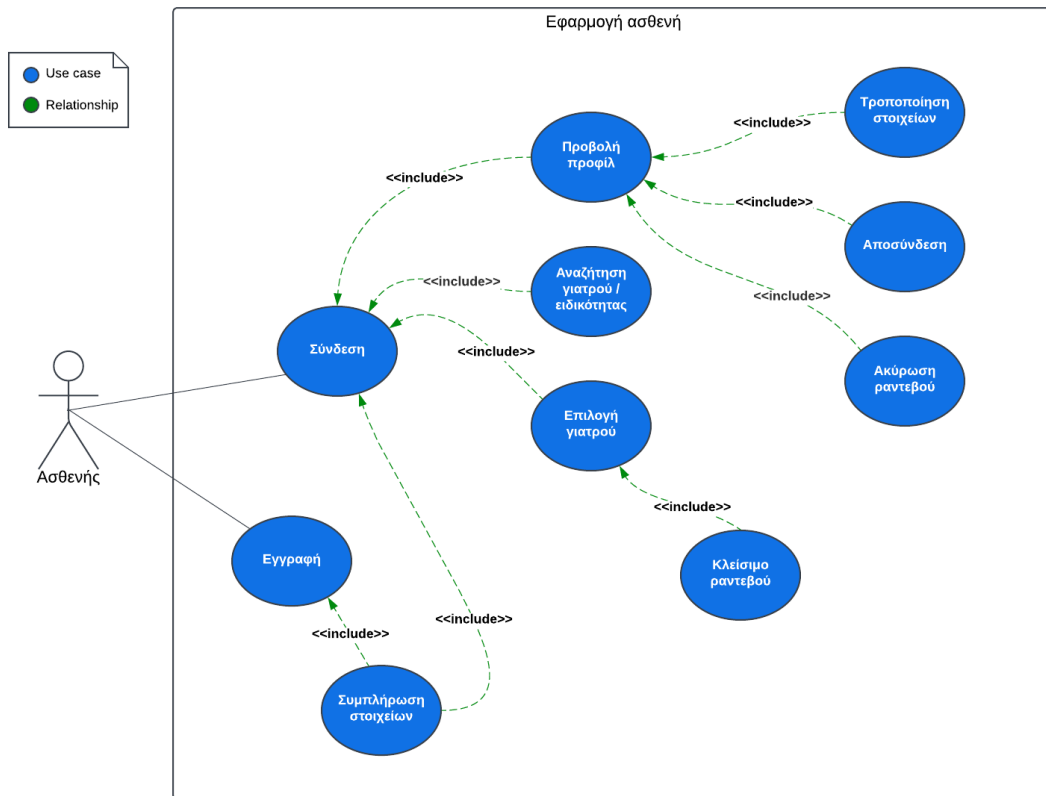 Εφαρμογή ασθενή
Use case
Relationship
Τροποποίηση
στοιχείων
<<include>>
Προβολή
προφίλ
<<include>>
<<include>>
Αποσύνδεση
Αναζήτηση
γιατρού /
ειδικότητας
<<include>>
<<include>>
Σύνδεση
<<include>>
Ακύρωση
ραντεβού
Επιλογή
γιατρού
Ασθενής
<<include>>
Εγγραφή
Κλείσιμο
ραντεβού
<<include>>
<<include>>
Συμπλήρωση
στοιχείων